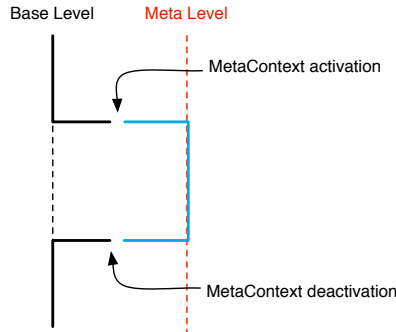 Base Level
Meta Level
MetaContext activation
MetaContext deactivation